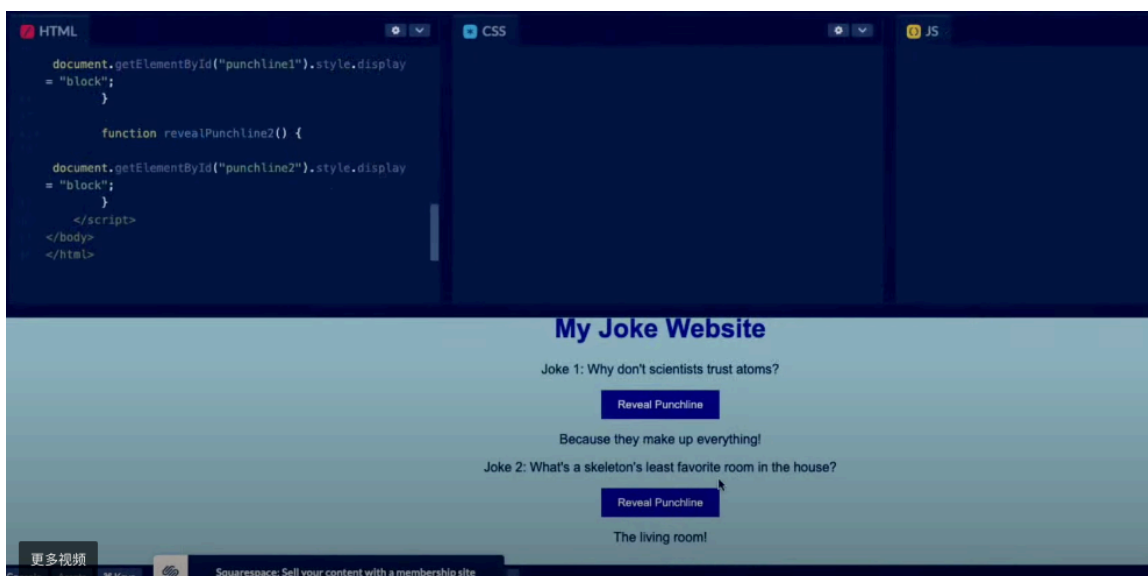 HTML
CSS
JS
document.getElementById("punchline1").style.display
= "block";
}
function revealPunchline2() {
document.getElementById("punchline2").style.display
= "block";
}
</script>
</body>
</html>
My Joke Website
Joke 1: Why don't scientists trust atoms?
Reveal Punchline
Because they make up everything!
Joke 2: What's a skeleton's least favorite room in the house?
Reveal Punchline
The living room!
更多视频
Squarespace: Sell your content with a membership site